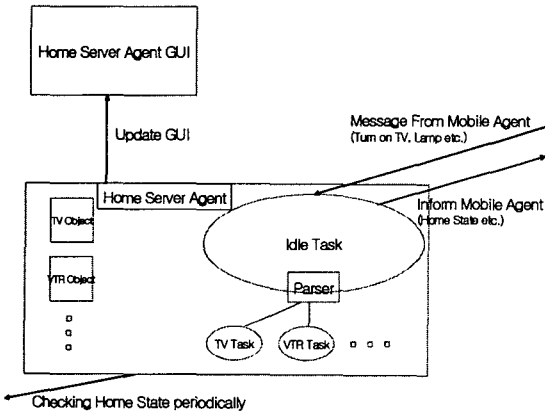 Home Server Agent GUI
Update GUI
Message From Mobile Agent
(Turn on TV, Lamp etc.)
Home Server Agent
Inform Mobile Agent
(Home State etc.)
TV Object
Idle Task
VTR Object
Parser
TV Task
VTR Task
Checking Home State periodically